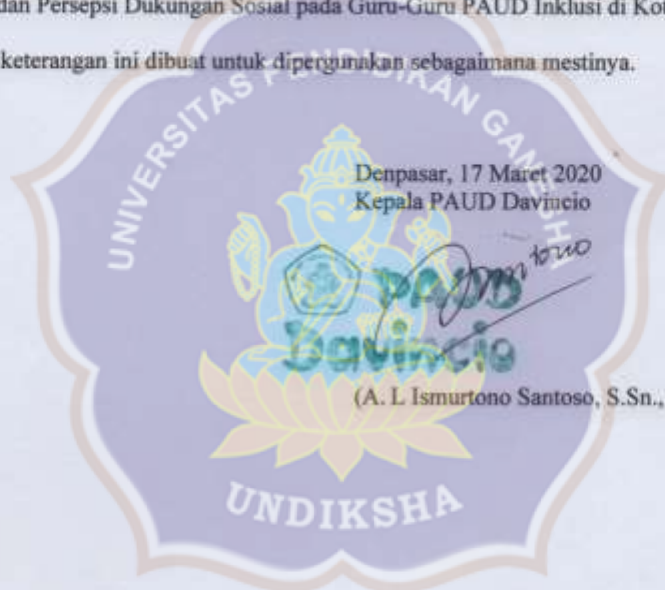 dan Persepsi Dukungan Sosial pada Guru-Guru PAUD Inklusi di Kot
keterangan ini dibuat untuk dipergunakan sebagaimana mestinya.
UNIVERSITAS PENDIDIKAN GANESHA
Denpasar, 17 Maret 2020
Kepala PAUD Davincio
PAUD
Davincio
(A. L Ismurtono Santoso, S.Sn.,
UNDIKSHA